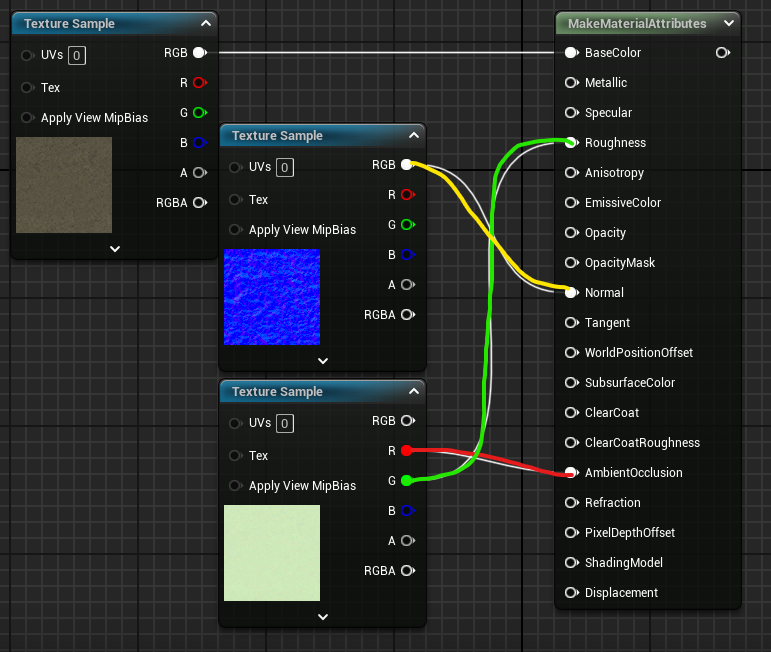 Texture Sample
UVs 0
Tex
Apply View MipBias
RGB
R
G
B
A
RGBA
Texture Sample
UVs 0
Tex
Apply View MipBias
RGB
R
G
B
A
RGBA
Texture Sample
UVs 0
Tex
Apply View MipBias
RGB
R
G
B
A
RGBA
MakeMaterialAttributes
BaseColor
Metallic
Specular
Roughness
Anisotropy
EmissiveColor
Opacity
OpacityMask
Normal
Tangent
WorldPositionOffset
SubsurfaceColor
ClearCoat
ClearCoatRoughness
AmbientOcclusion
Refraction
PixelDepthOffset
ShadingModel
Displacement